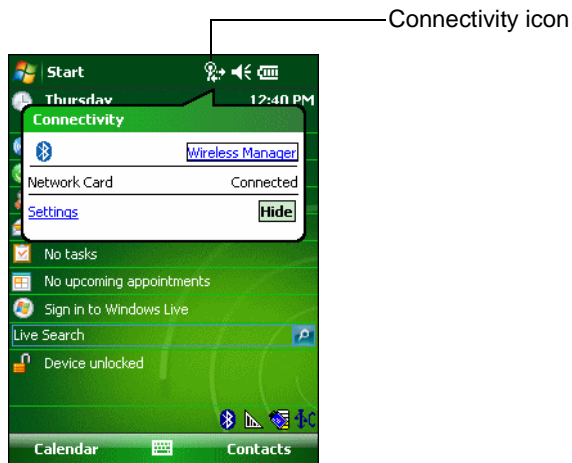 Connectivity icon
Start
Thursday 12:40 PM
Connectivity
Wireless Manager
Network Card Connected
Settings Hide
No tasks
No upcoming appointments
Sign in to Windows Live
Live Search
Device unlocked
Calendar Contacts